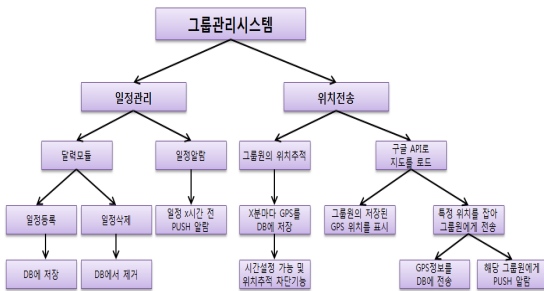 그룹관리시스템
일정관리
위치전송
달력모듈
일정알람
그룹원의 위치추적
구글 API로
지도를 로드
일정등록
일정삭제
일정 x시간 전
PUSH 알람
X분마다 GPS를
DB에 저장
그룹원의 저장된
GPS 위치를 표시
특정 위치를 잡아
그룹원에게 전송
DB에 저장
DB에서 제거
시간설정 가능 및
위치추적 자단기능
GPS정보를
DB에 전송
해당 그룹원에게
PUSH 알람